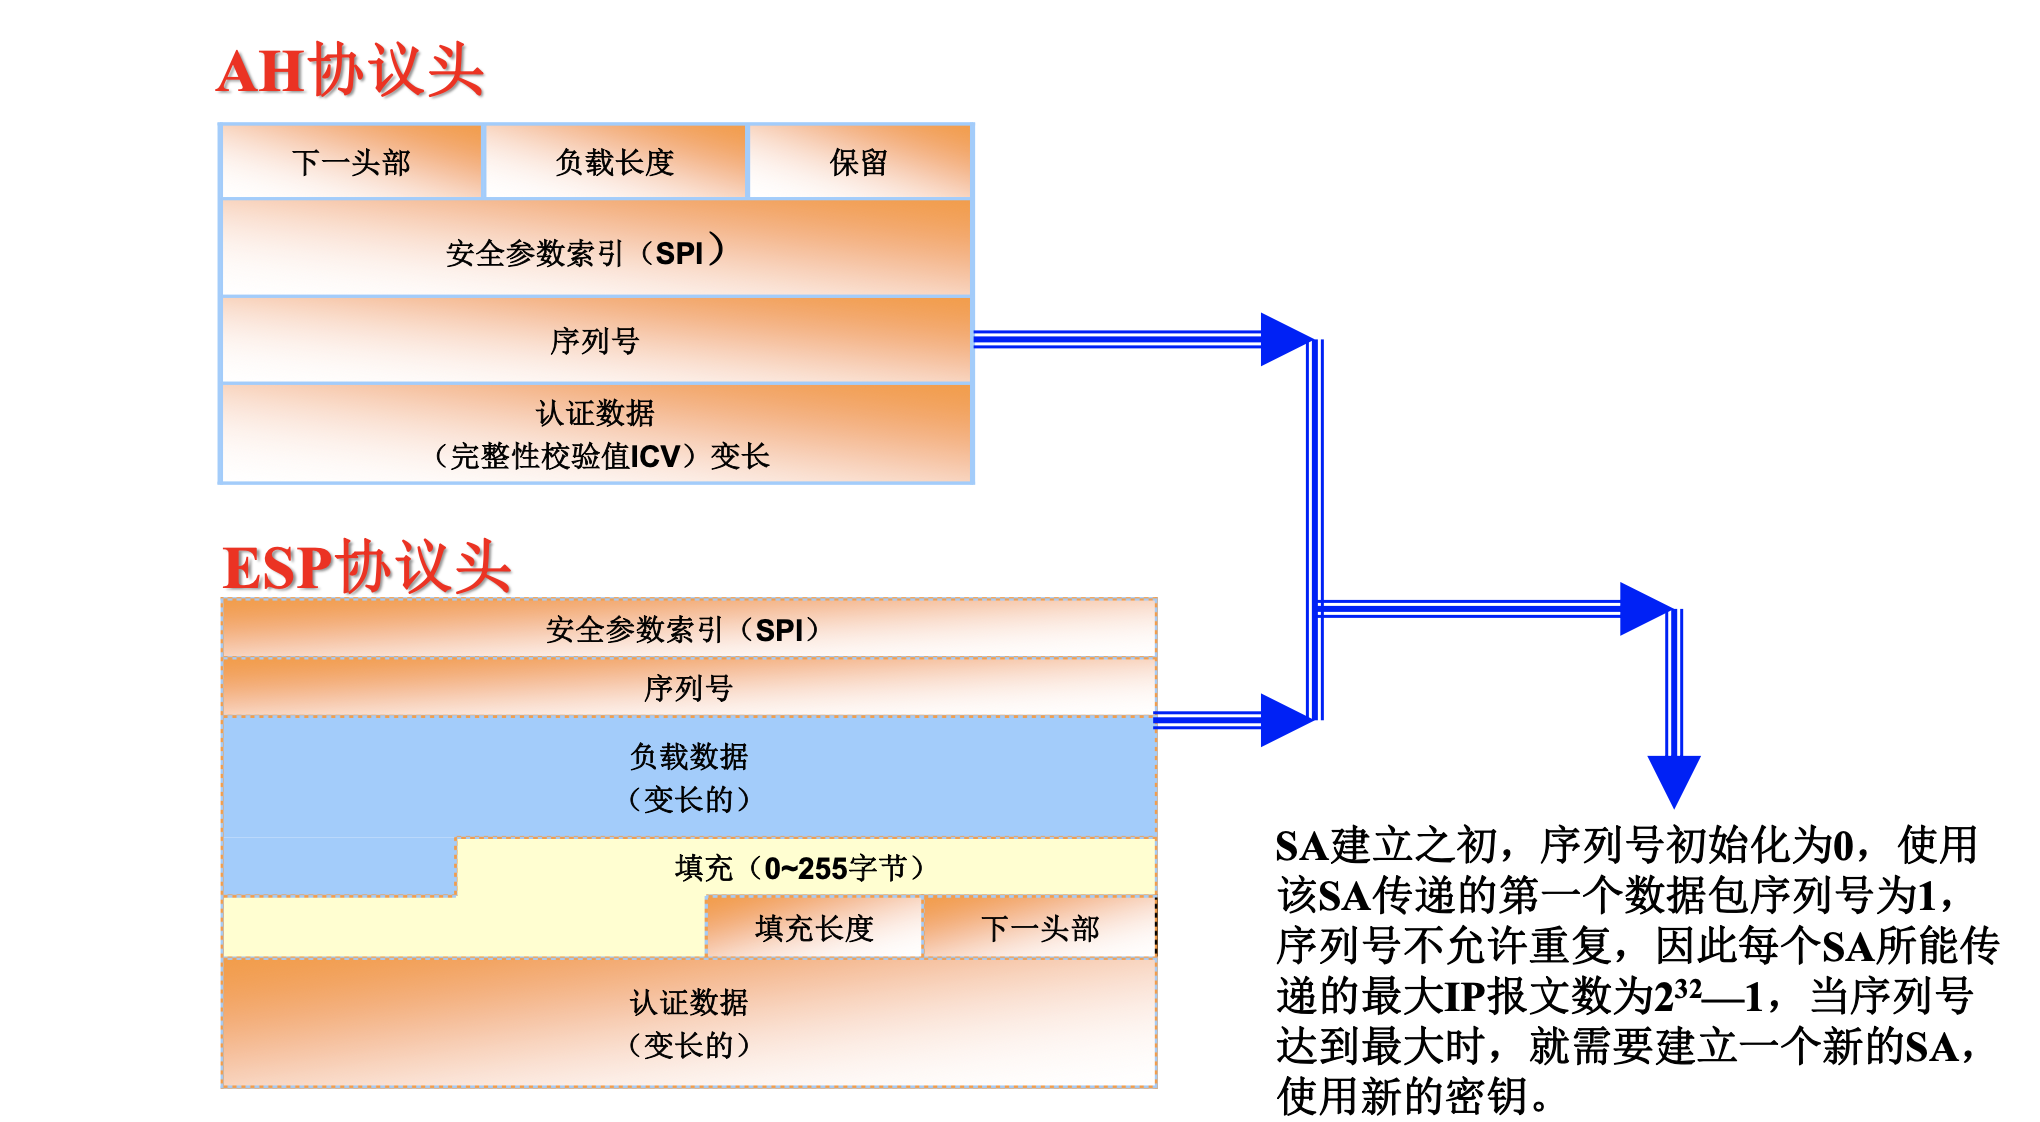 AH协议头
下一头部 负载长度 保留
安全参数索引（SPI）
序列号
认证数据
（完整性校验值ICV）变长
ESP协议头
安全参数索引（SPI）
序列号
负载数据
（变长的）
填充（0~255字节）
填充长度 下一头部
认证数据
（变长的）
SA建立之初，序列号初始化为0，使用
该SA传递的第一个数据包序列号为1，
序列号不允许重复，因此每个SA所能传
递的最大IP报文数为2³²—1，当序列号
达到最大时，就需要建立一个新的SA，
使用新的密钥。